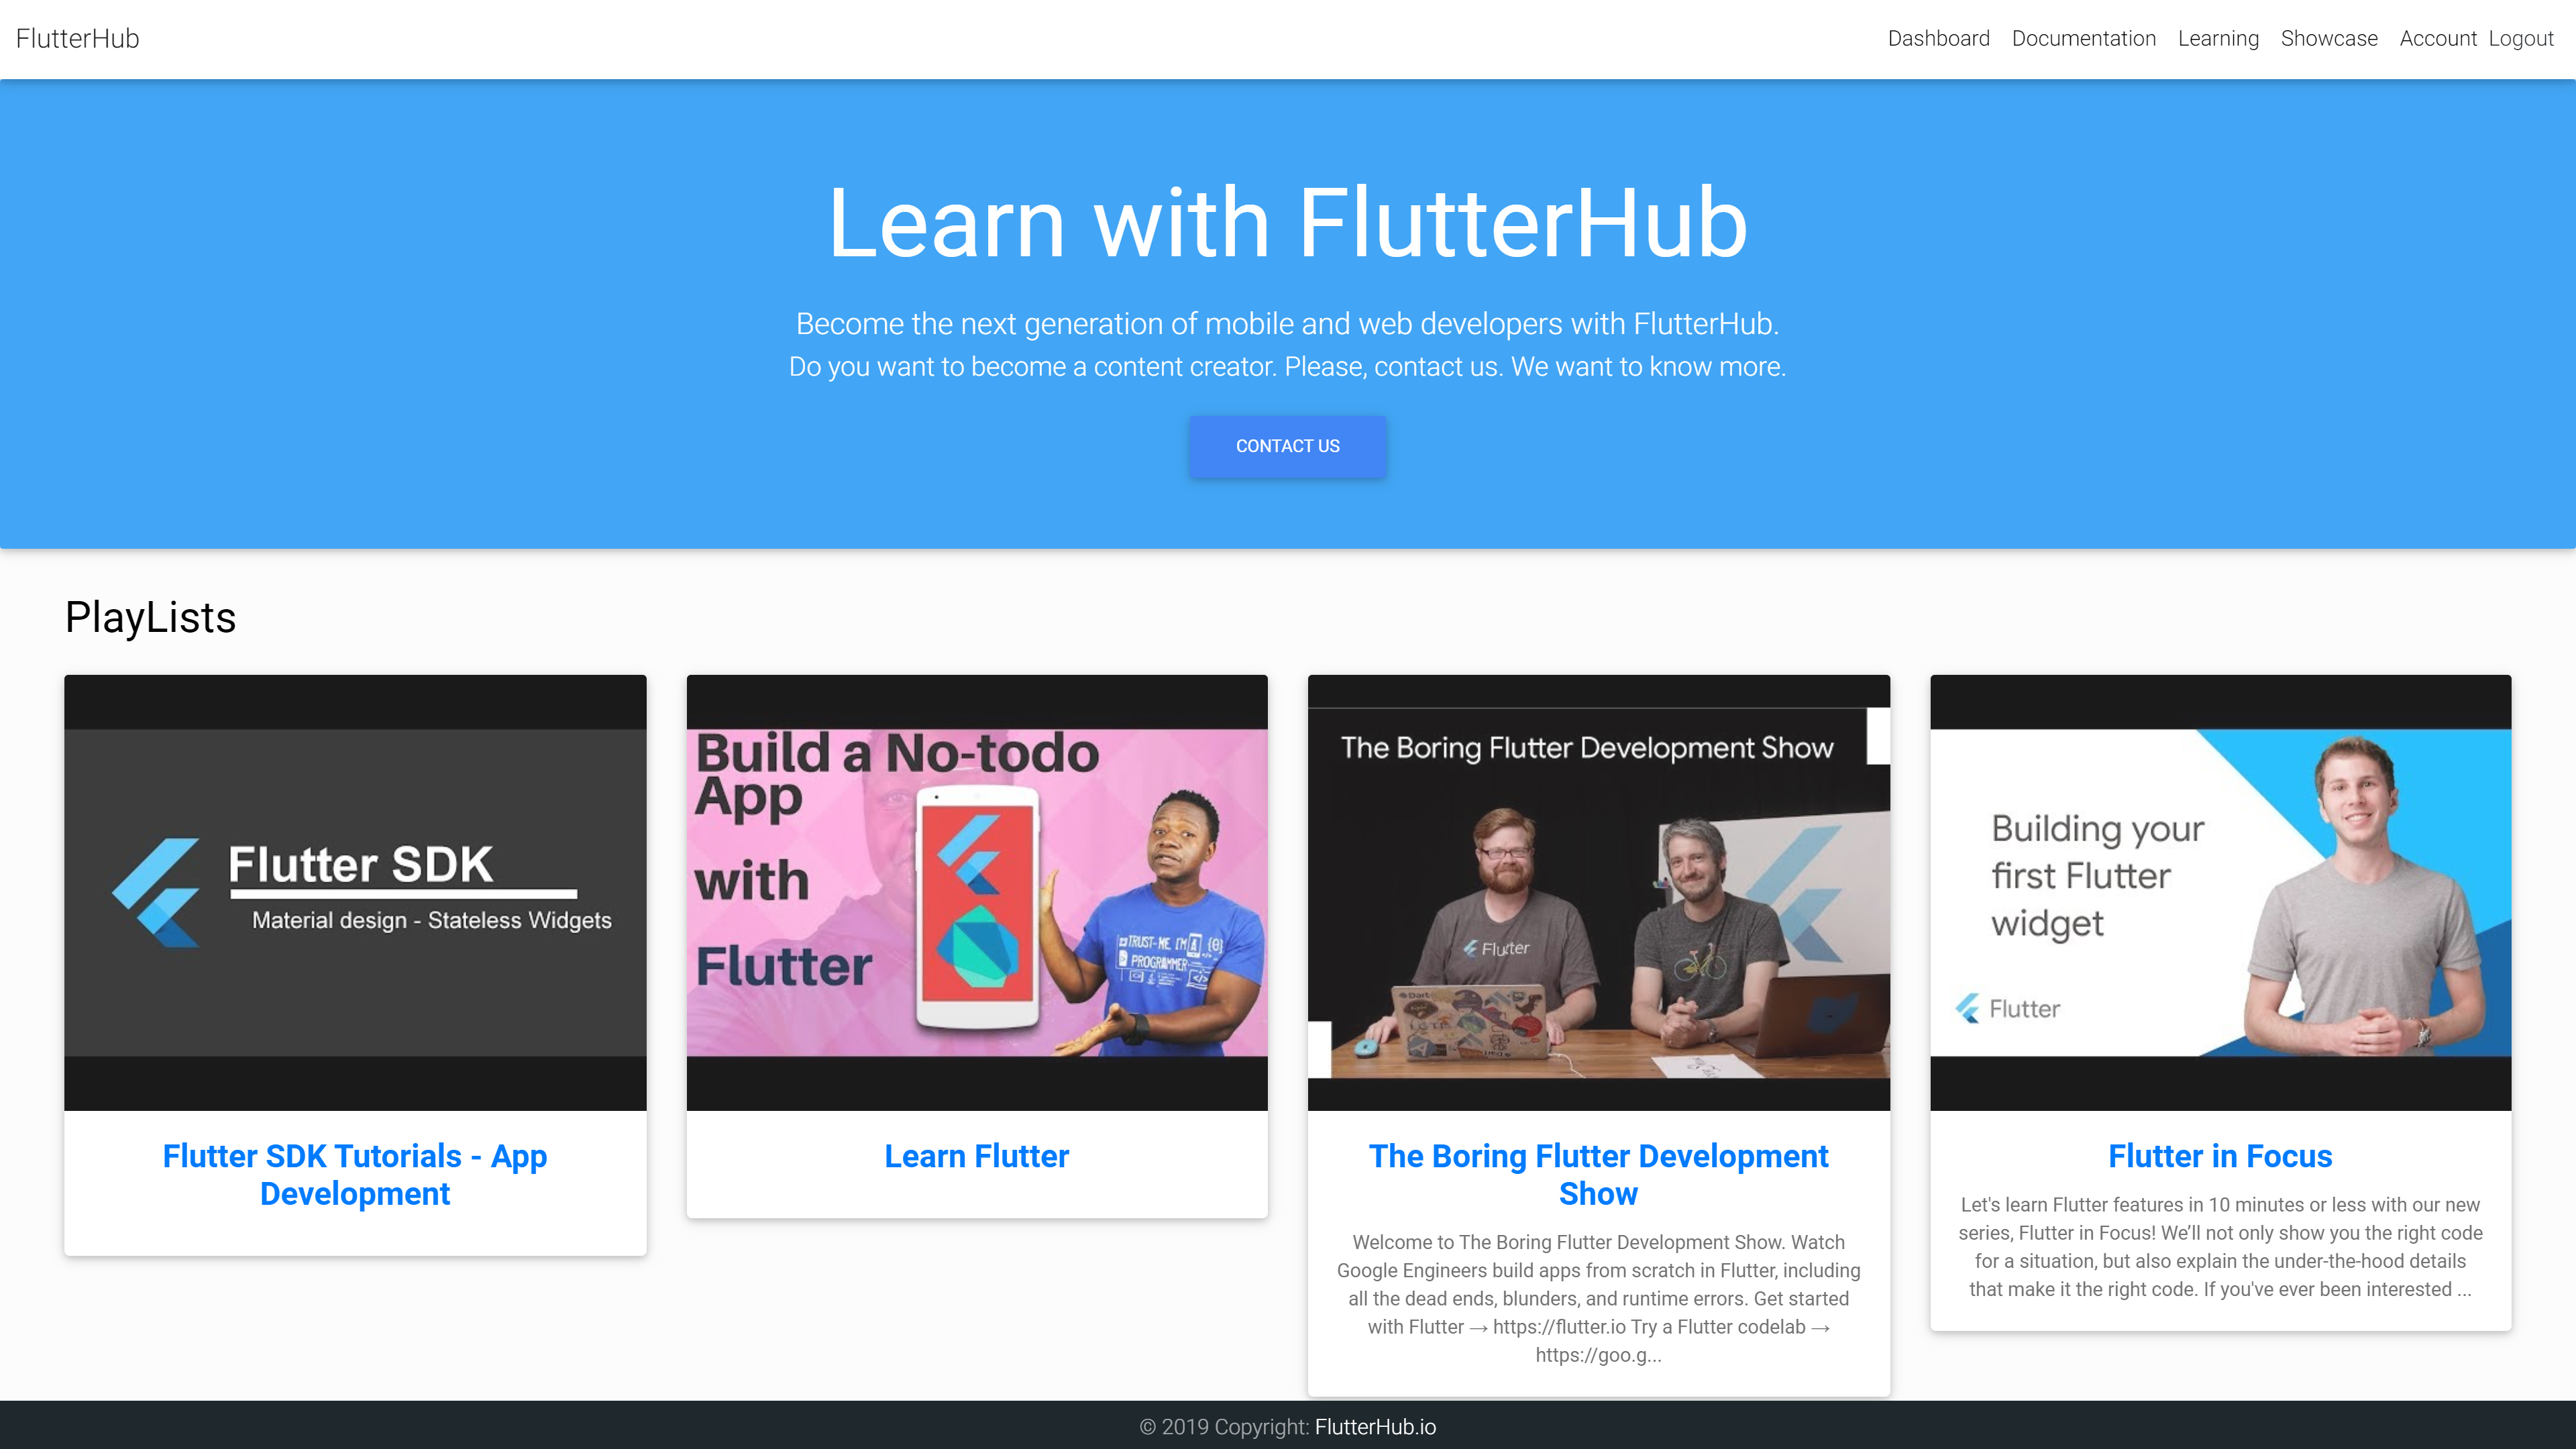 FlutterHub
Dashboard Documentation Learning Showcase Account Logout
Learn with FlutterHub
Become the next generation of mobile and web developers with FlutterHub.
Do you want to become a content creator. Please, contact us. We want to know more.
CONTACT US
PlayLists
Flutter SDK
Material design - Stateless Widgets
Flutter SDK Tutorials - App
Development
Build a No-todo
App
with
Flutter
TRUST- ME, I'M A {0}
PROGRAMMER
Learn Flutter
The Boring Flutter Development Show
Flutter
Dart
The Boring Flutter Development
Show
Welcome to The Boring Flutter Development Show. Watch
Google Engineers build apps from scratch in Flutter, including
all the dead ends, blunders, and runtime errors. Get started
with Flutter → https://flutter.io Try a Flutter codelab →
https://goo.g...
Building your
first Flutter
widget
Flutter
Flutter in Focus
Let's learn Flutter features in 10 minutes or less with our new
series, Flutter in Focus! We’ll not only show you the right code
for a situation, but also explain the under-the-hood details
that make it the right code. If you've ever been interested ...
© 2019 Copyright: FlutterHub.io